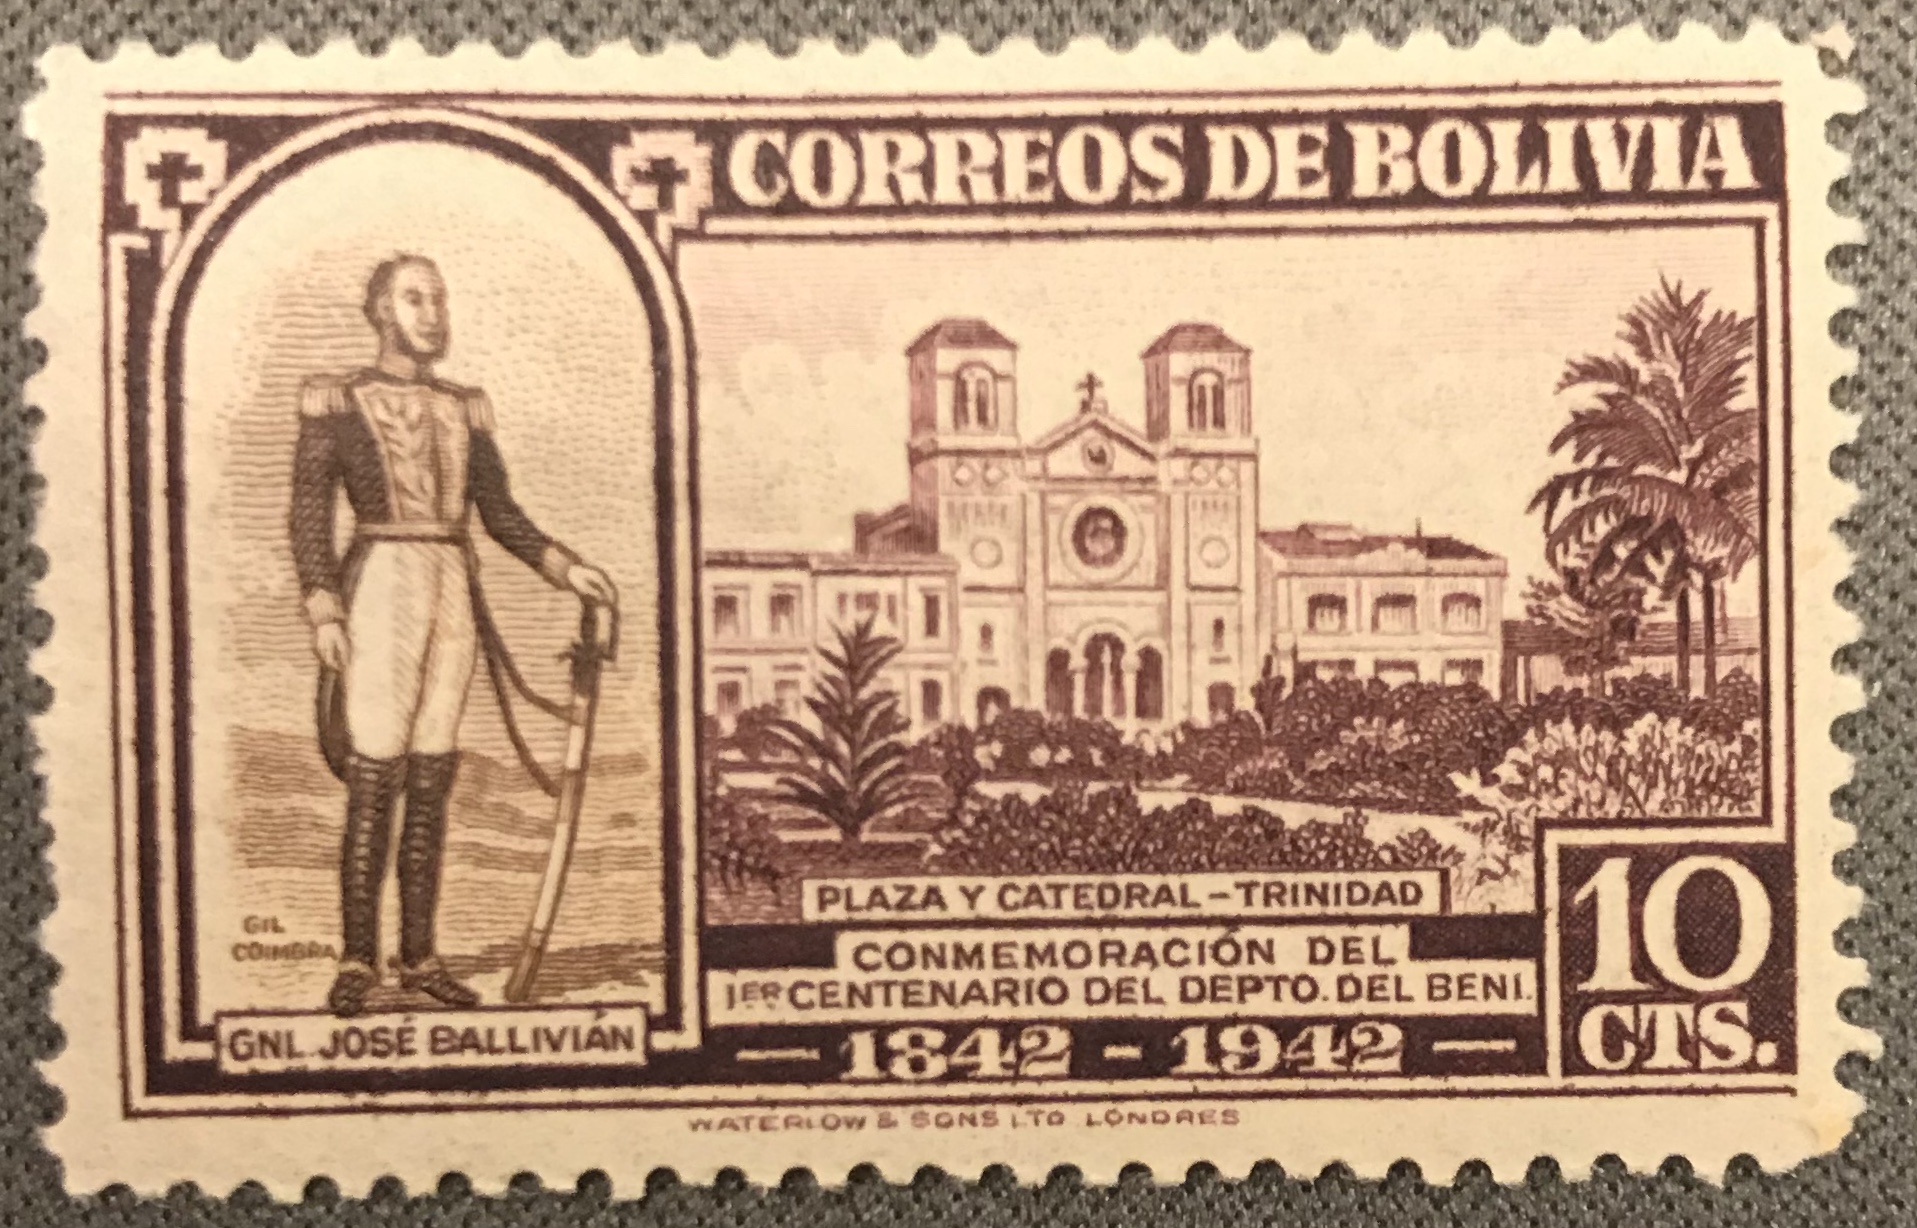 CORREOS DE BOLIVIA
GIL
COIMBRA
GNL. JOSÉ BALLIVIÁN
PLAZA Y CATEDRAL – TRINIDAD
CONMEMORACIÓN DEL
1ER CENTENARIO DEL DEPTO. DEL BENI.
— 1842 - 1942 —
10
CTS.
WATERLOW & SONS LTD. LONDRES